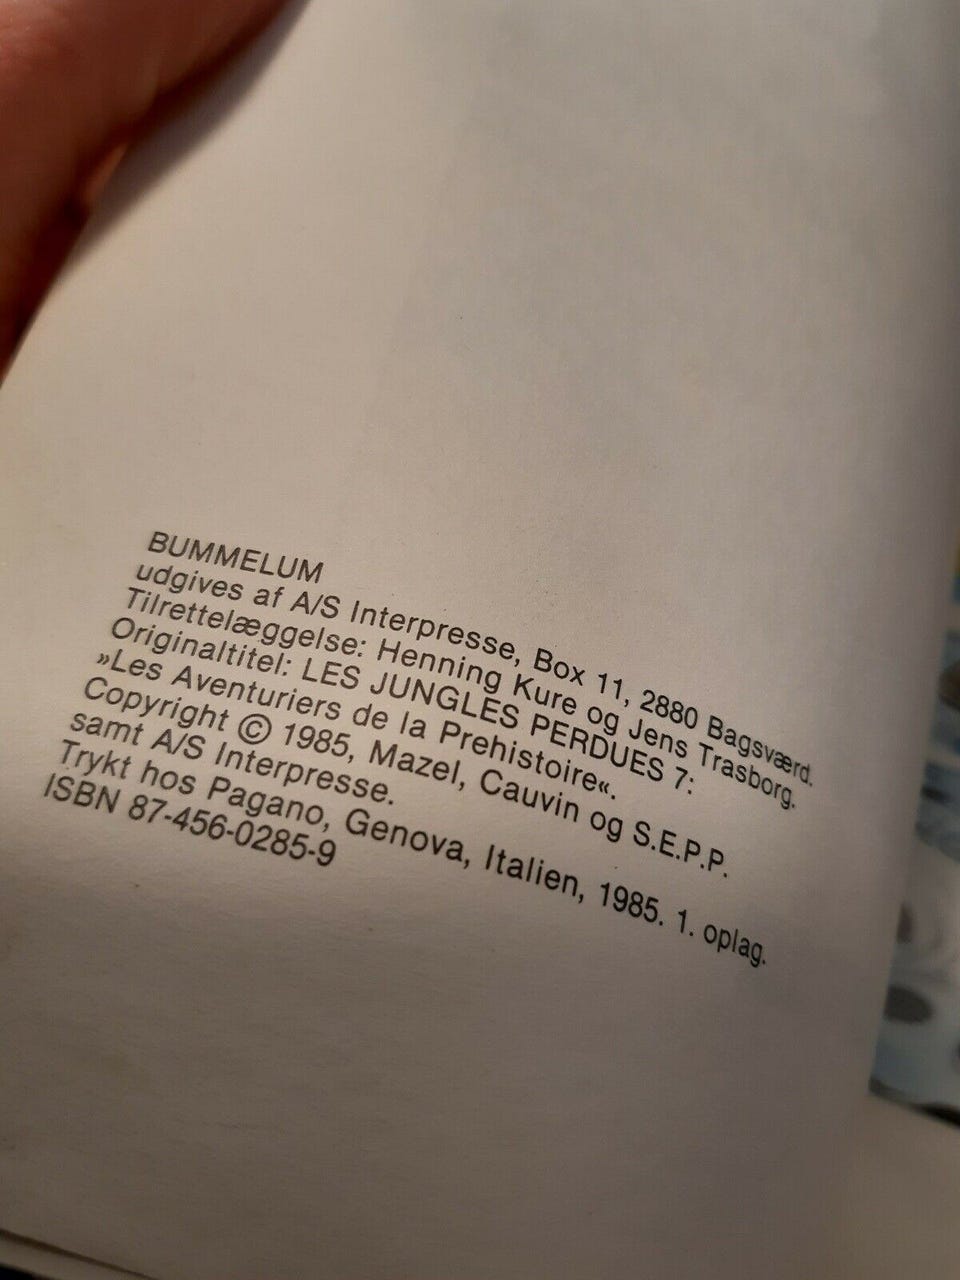 BUMMELUM
udgives af A/S Interpresse, Box 11, 2880 Bagsværd.
Tilrettelæggelse: Henning Kure og Jens Trasborg.
Originaltitel: LES JUNGLES PERDUES 7:
»Les Aventuriers de la Prehistoire«.
Copyright © 1985, Mazel, Cauvin og S.E.P.P.
samt A/S Interpresse.
Trykt hos Pagano, Genova, Italien, 1985. 1. oplag.
ISBN 87-456-0285-9